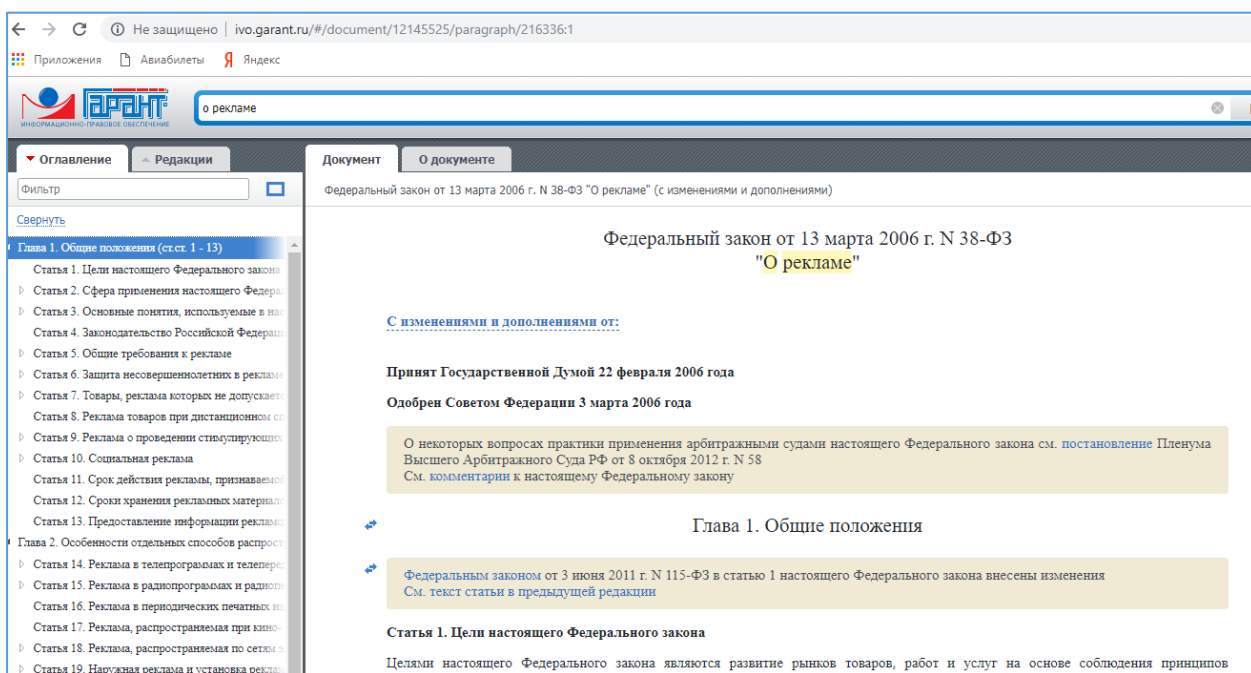 Не защищено | ivo.garant.ru/#/document/12145525/paragraph/216336:1
Приложения Авиабилеты Яндекс
ГАРАНТ
ИНФОРМАЦИОННО-ПРАВОВОЕ ОБЕСПЕЧЕНИЕ
о рекламе
Оглавление Редакции
Фильтр
Свернуть
Глава 1. Общие положения (ст.ст. 1 - 13)
Статья 1. Цели настоящего Федерального закона
Статья 2. Сфера применения настоящего Федера
Статья 3. Основные понятия, используемые в нас
Статья 4. Законодательство Российской Федерац
Статья 5. Общие требования к рекламе
Статья 6. Защита несовершеннолетних в рекламе
Статья 7. Товары, реклама которых не допускаетс
Статья 8. Реклама товаров при дистанционном сп
Статья 9. Реклама о проведении стимулирующих
Статья 10. Социальная реклама
Статья 11. Срок действия рекламы, признаваемой
Статья 12. Сроки хранения рекламных материало
Статья 13. Предоставление информации рекламо
Глава 2. Особенности отдельных способов распрост
Статья 14. Реклама в телепрограммах и телепере
Статья 15. Реклама в радиопрограммах и радиопе
Статья 16. Реклама в периодических печатных из
Статья 17. Реклама, распространяемая при кино-
Статья 18. Реклама, распространяемая по сетям э
Статья 19. Наружная реклама и установка реклам
Документ О документе
Федеральный закон от 13 марта 2006 г. N 38-ФЗ "О рекламе" (с изменениями и дополнениями)
Федеральный закон от 13 марта 2006 г. N 38-ФЗ
"О рекламе"
С изменениями и дополнениями от:
Принят Государственной Думой 22 февраля 2006 года
Одобрен Советом Федерации 3 марта 2006 года
О некоторых вопросах практики применения арбитражными судами настоящего Федерального закона см. постановление Пленума
Высшего Арбитражного Суда РФ от 8 октября 2012 г. N 58
См. комментарии к настоящему Федеральному закону
Глава 1. Общие положения
Федеральным законом от 3 июня 2011 г. N 115-ФЗ в статью 1 настоящего Федерального закона внесены изменения
См. текст статьи в предыдущей редакции
Статья 1. Цели настоящего Федерального закона
Целями настоящего Федерального закона являются развитие рынков товаров, работ и услуг на основе соблюдения принципов